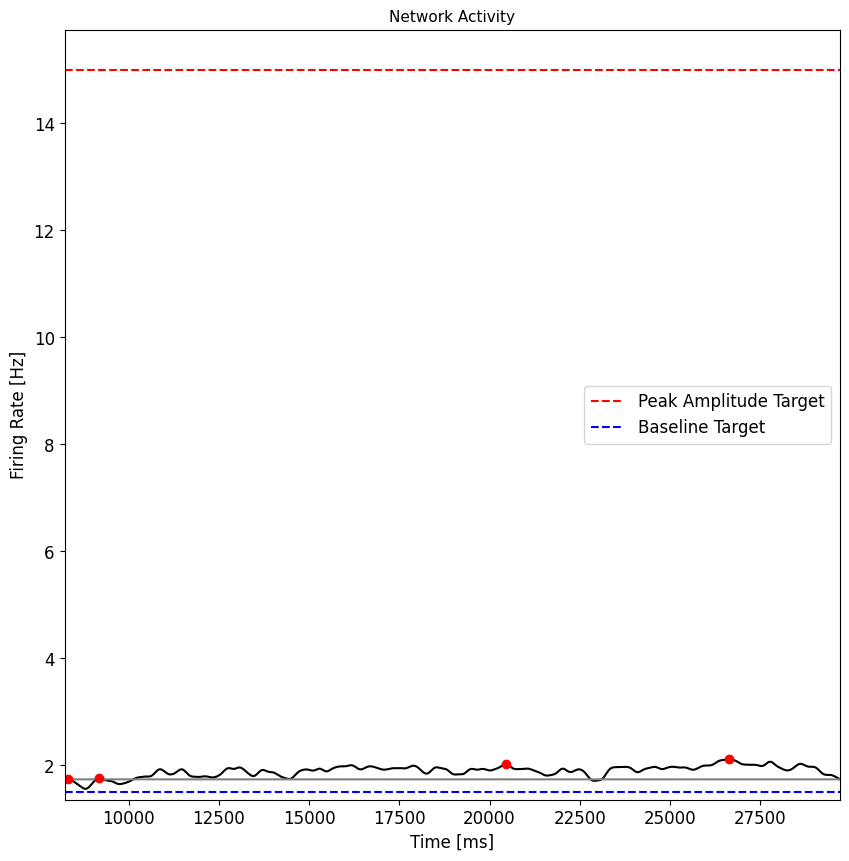 Network Activity
14
12
10
8
6
4
2
Firing Rate [Hz]
Peak Amplitude Target
Baseline Target
10000 12500 15000 17500 20000 22500 25000 27500
Time [ms]